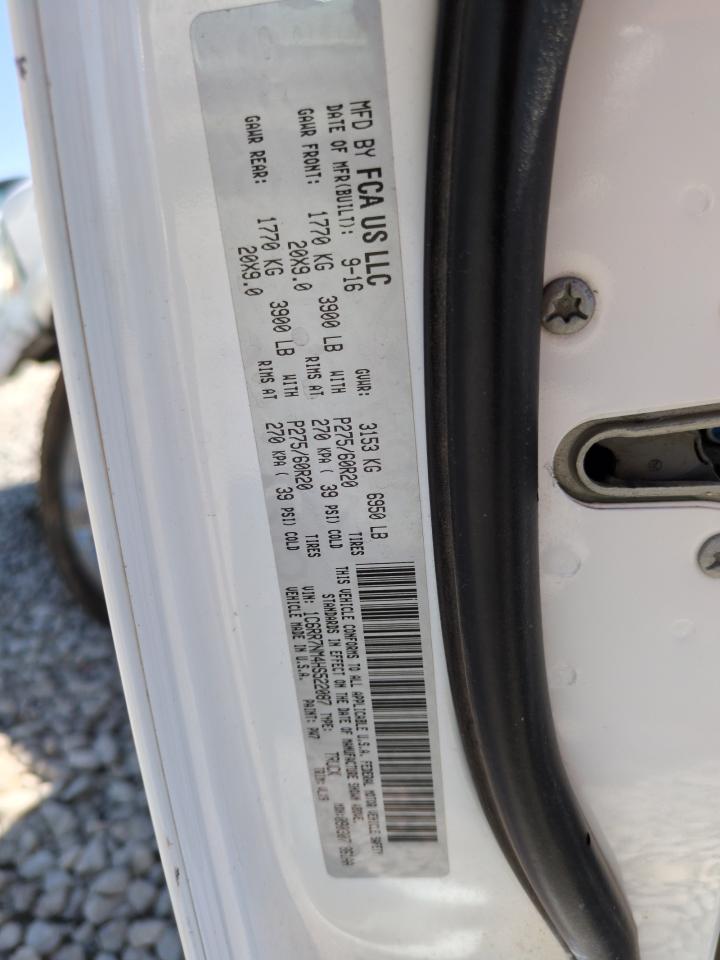 MFD BY FCA US LLC
DATE OF MFR(BUILT): 9-16 GVWR: 3153 KG 6950 LB
GAWR FRONT: 1770 KG 3900 LB WITH P275/60R20 TIRES
20X9.0 RIMS AT 270 KPA ( 39 PSI) COLD
GAWR REAR: 1770 KG 3900 LB WITH P275/60R20 TIRES
20X9.0 RIMS AT 270 KPA ( 39 PSI) COLD
THIS VEHICLE CONFORMS TO ALL APPLICABLE U.S.A. FEDERAL MOTOR VEHICLE SAFETY
STANDARDS IN EFFECT ON THE DATE OF MANUFACTURE SHOWN ABOVE.
VIN: 1C6RR7NM4HS522087 TYPE: TRUCK
VEHICLE MADE IN U.S.A. PAINT: PW7